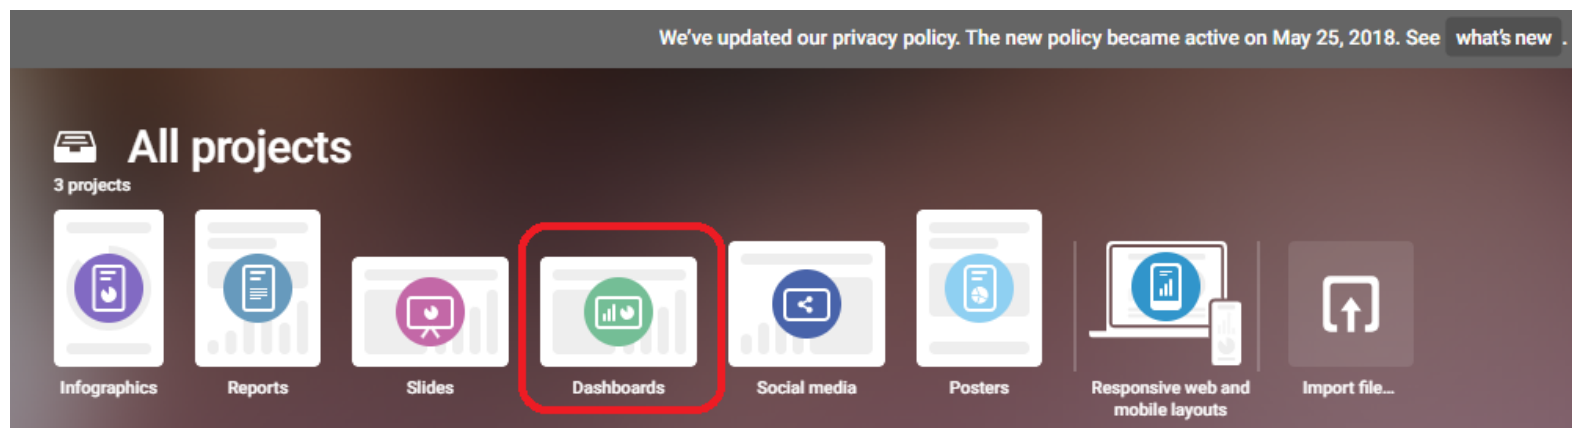 We've updated our privacy policy. The new policy became active on May 25, 2018. See what's new .
All projects
3 projects
Infographics
Reports
Slides
Dashboards
Social media
Posters
Responsive web and
mobile layouts
Import file...